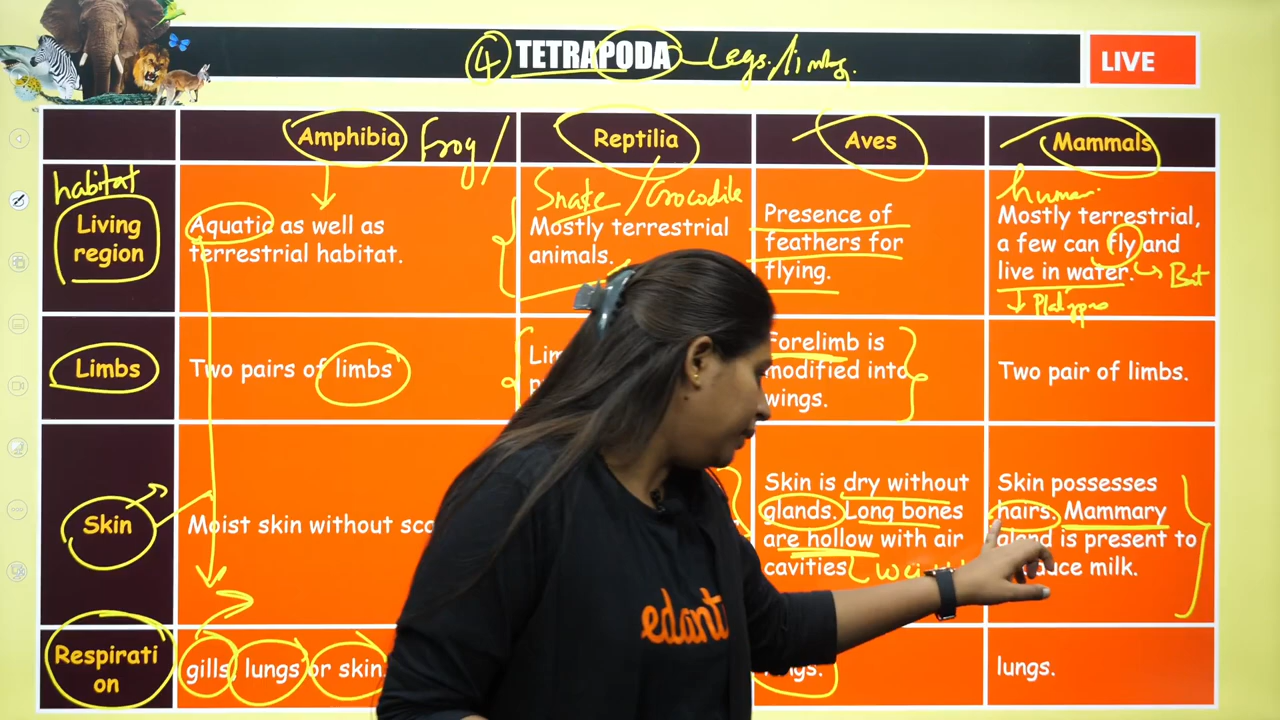 ④ TETRAPODA Legs/limbs.
LIVE
Amphibia Frog /
Reptilia
Aves
Mammals
habitat
Living
region
Aquatic as well as
terrestrial habitat.
Snake / Crocodile
Mostly terrestrial
animals.
Presence of
feathers for
flying.
human
Mostly terrestrial,
a few can fly and
live in water.
Bat
Limbs
Two pairs of limbs
Forelimb is
modified into
wings.
Two pair of limbs.
Skin
Moist skin without
Skin is dry without
glands. Long bones
are hollow with air
cavities
Skin possesses
hairs. Mammary
gland is present to
milk.
Respirati
on
gills, lungs or skin.
lungs.